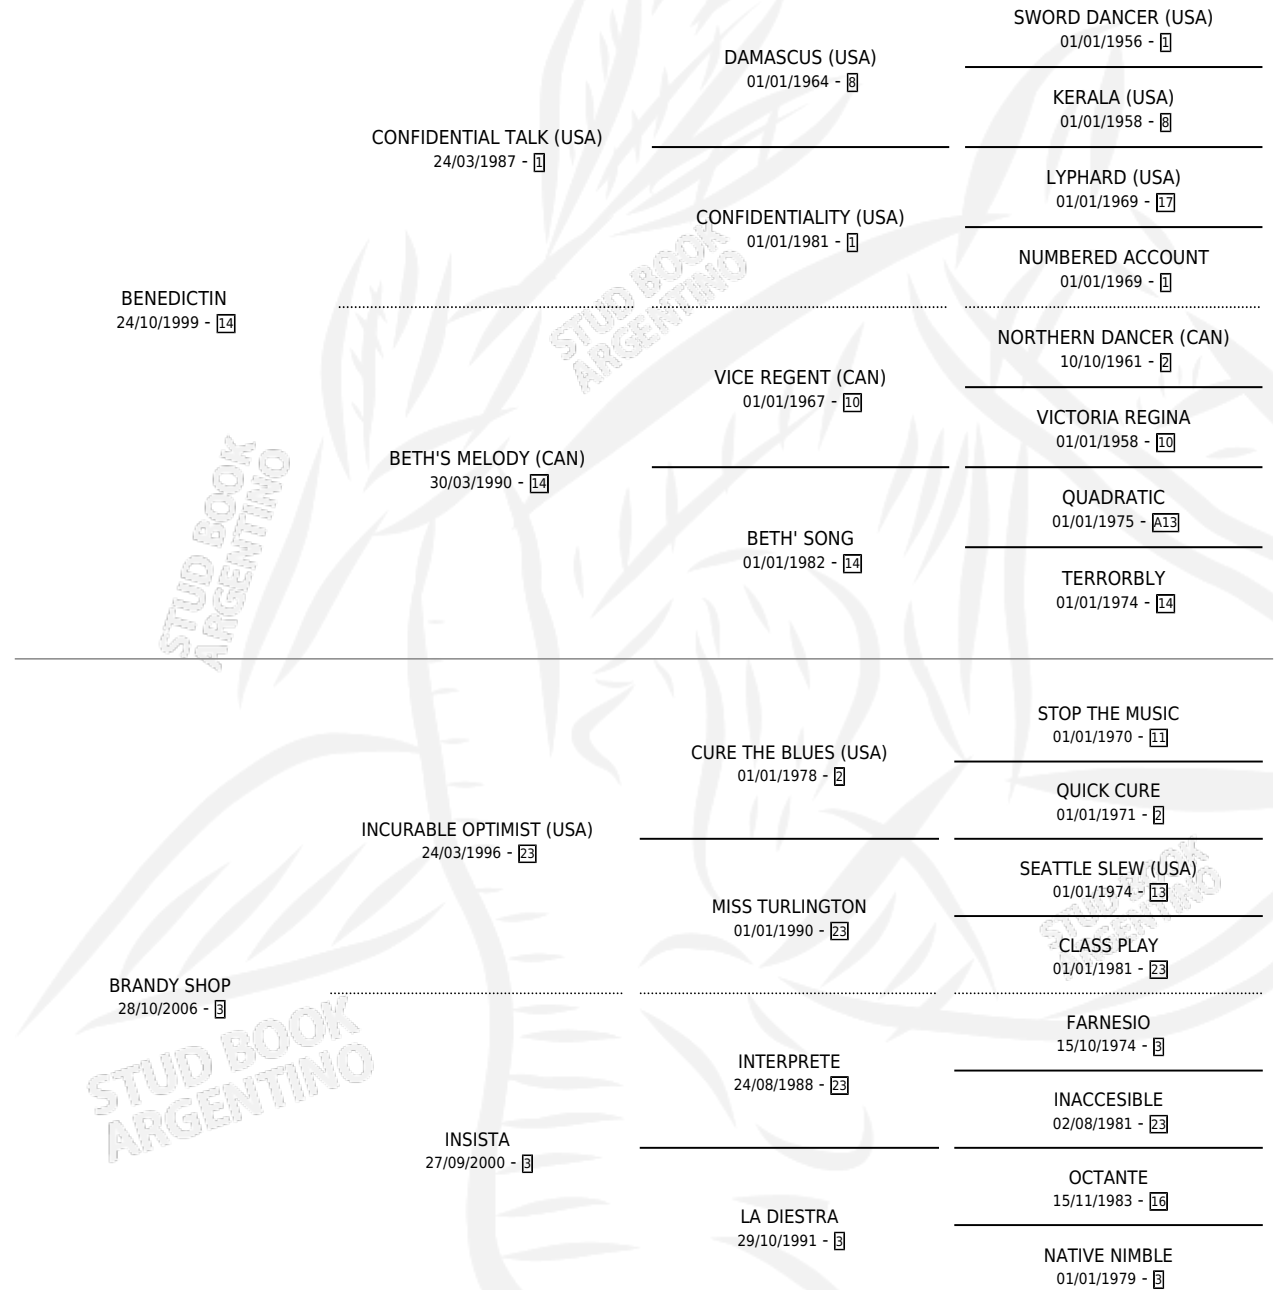 SWORD DANCER (USA)
01/01/1956 - 1
DAMASCUS (USA)
01/01/1964 - 8
KERALA (USA)
01/01/1958 - 8
CONFIDENTIAL TALK (USA)
24/03/1987 - 1
LYPHARD (USA)
01/01/1969 - 17
CONFIDENTIALITY (USA)
01/01/1981 - 1
NUMBERED ACCOUNT
01/01/1969 - 1
BENEDICTIN
24/10/1999 - 14
NORTHERN DANCER (CAN)
10/10/1961 - 2
VICE REGENT (CAN)
01/01/1967 - 10
VICTORIA REGINA
01/01/1958 - 10
BETH'S MELODY (CAN)
30/03/1990 - 14
QUADRATIC
01/01/1975 - A13
BETH' SONG
01/01/1982 - 14
TERRORBLY
01/01/1974 - 14
STUD BOOK
ARGENTINO
STUD BOOK
ARGENTINO
STOP THE MUSIC
01/01/1970 - 11
CURE THE BLUES (USA)
01/01/1978 - 2
QUICK CURE
01/01/1971 - 2
INCURABLE OPTIMIST (USA)
24/03/1996 - 23
SEATTLE SLEW (USA)
01/01/1974 - 13
MISS TURLINGTON
01/01/1990 - 23
CLASS PLAY
01/01/1981 - 23
BRANDY SHOP
28/10/2006 - 3
FARNESIO
15/10/1974 - 3
INTERPRETE
24/08/1988 - 23
INACCESIBLE
02/08/1981 - 23
INSISTA
27/09/2000 - 3
OCTANTE
15/11/1983 - 16
LA DIESTRA
29/10/1991 - 3
NATIVE NIMBLE
01/01/1979 - 3
STUD BOOK
ARGENTINO
STUD BOOK
ARGENTINO